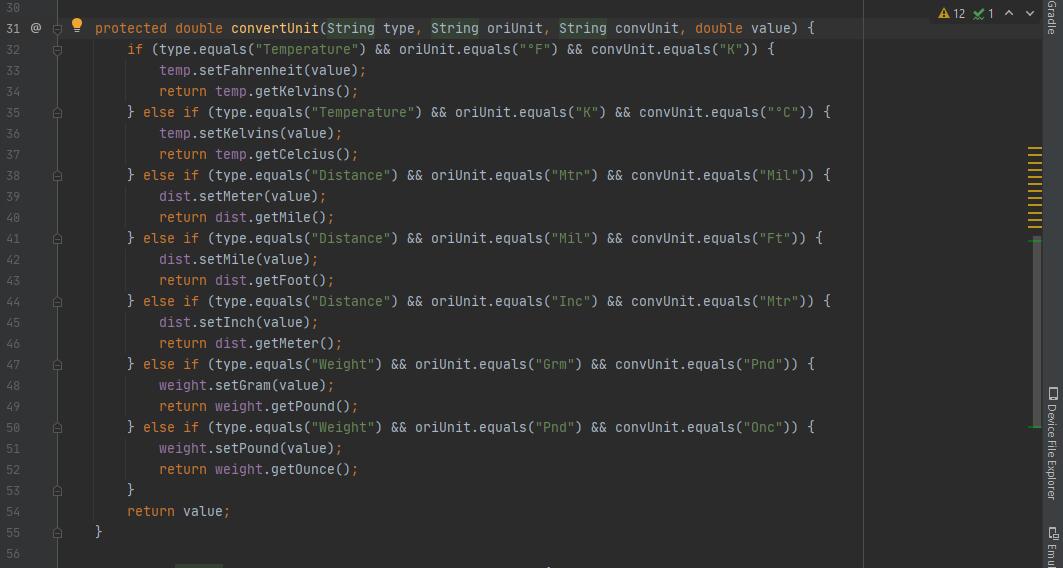 30
12 1
Gradle
31 @ protected double convertUnit(String type, String oriUnit, String convUnit, double value) {
32 if (type.equals("Temperature") && oriUnit.equals("°F") && convUnit.equals("K")) {
33 temp.setFahrenheit(value);
34 return temp.getKelvins();
35 } else if (type.equals("Temperature") && oriUnit.equals("K") && convUnit.equals("°C")) {
36 temp.setKelvins(value);
37 return temp.getCelcius();
38 } else if (type.equals("Distance") && oriUnit.equals("Mtr") && convUnit.equals("Mil")) {
39 dist.setMeter(value);
40 return dist.getMile();
41 } else if (type.equals("Distance") && oriUnit.equals("Mil") && convUnit.equals("Ft")) {
42 dist.setMile(value);
43 return dist.getFoot();
44 } else if (type.equals("Distance") && oriUnit.equals("Inc") && convUnit.equals("Mtr")) {
45 dist.setInch(value);
46 return dist.getMeter();
47 } else if (type.equals("Weight") && oriUnit.equals("Grm") && convUnit.equals("Pnd")) {
48 weight.setGram(value);
49 return weight.getPound();
50 } else if (type.equals("Weight") && oriUnit.equals("Pnd") && convUnit.equals("Onc")) {
51 weight.setPound(value);
52 return weight.getOunce();
53 }
54 return value;
55 }
56
Device File Explorer
Emul